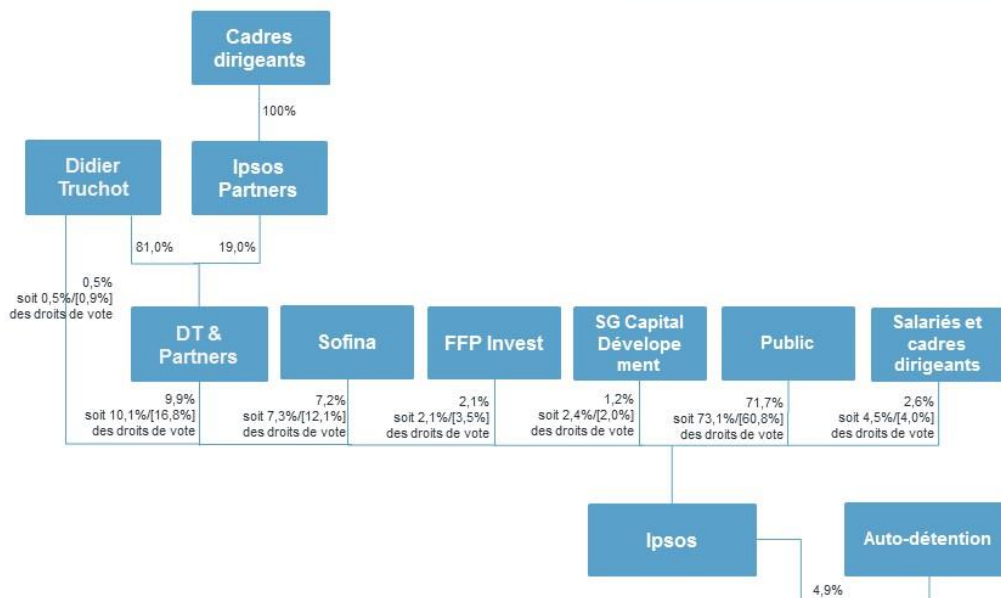 Cadres
dirigeants
100%
Didier
Truchot
Ipsos
Partners
81,0%
19,0%
0,5%
soit 0,5%/[0,9%]
des droits de vote
DT &
Partners
Sofina
FFP Invest
SG Capital
Dévelope
ment
Public
Salariés et
cadres
dirigeants
9,9%
soit 10,1%/[16,8%]
des droits de vote
7,2%
soit 7,3%/[12,1%]
des droits de vote
2,1%
soit 2,1%/[3,5%]
des droits de vote
1,2%
soit 2,4%/[2,0%]
des droits de vote
71,7%
soit 73,1%/[60,8%]
des droits de vote
2,6%
soit 4,5%/[4,0%]
des droits de vote
Ipsos
Auto-détention
4,9%